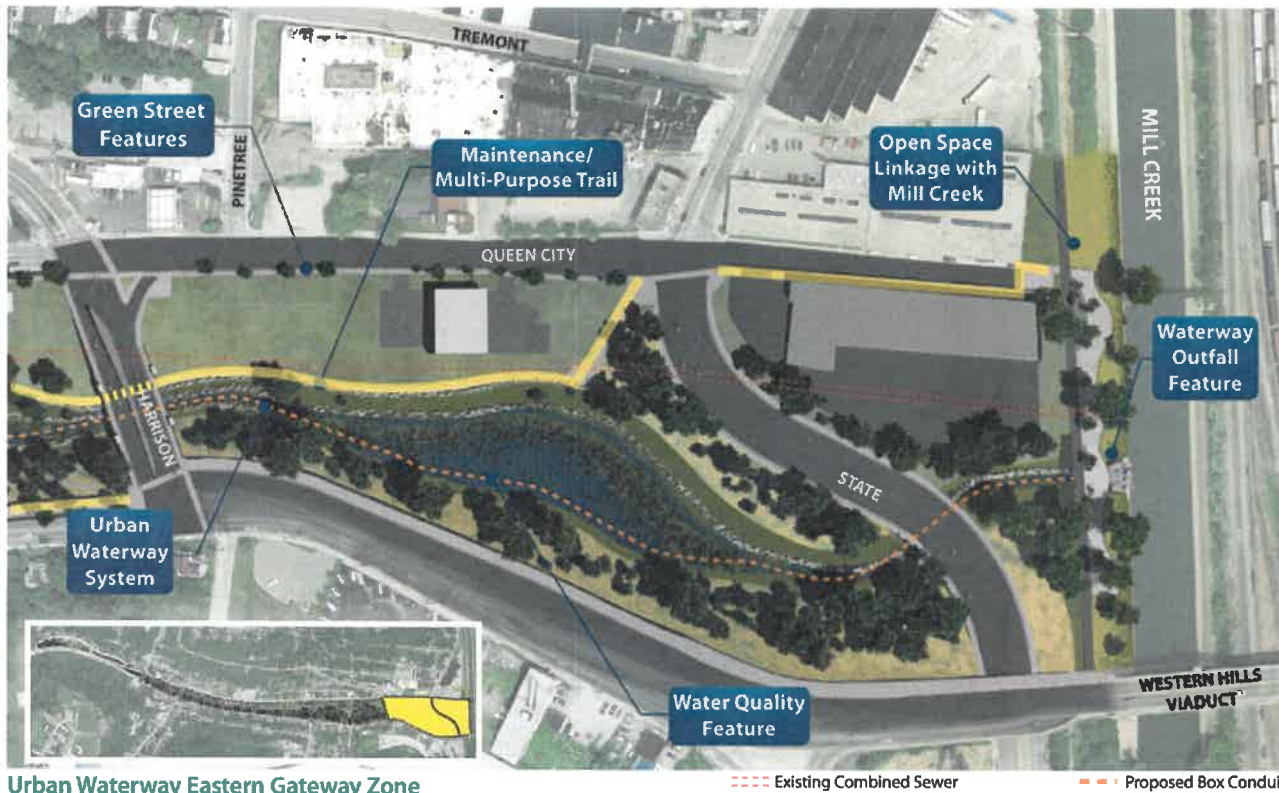 TREMONT
Green Street
Features
PINETREE
Maintenance/
Multi-Purpose Trail
Open Space
Linkage with
Mill Creek
MILL CREEK
QUEEN CITY
Waterway
Outfall
Feature
HARRISON
STATE
Urban
Waterway
System
Water Quality
Feature
WESTERN HILLS
VIADUCT
Urban Waterway Eastern Gateway Zone
Existing Combined Sewer
Proposed Box Condui